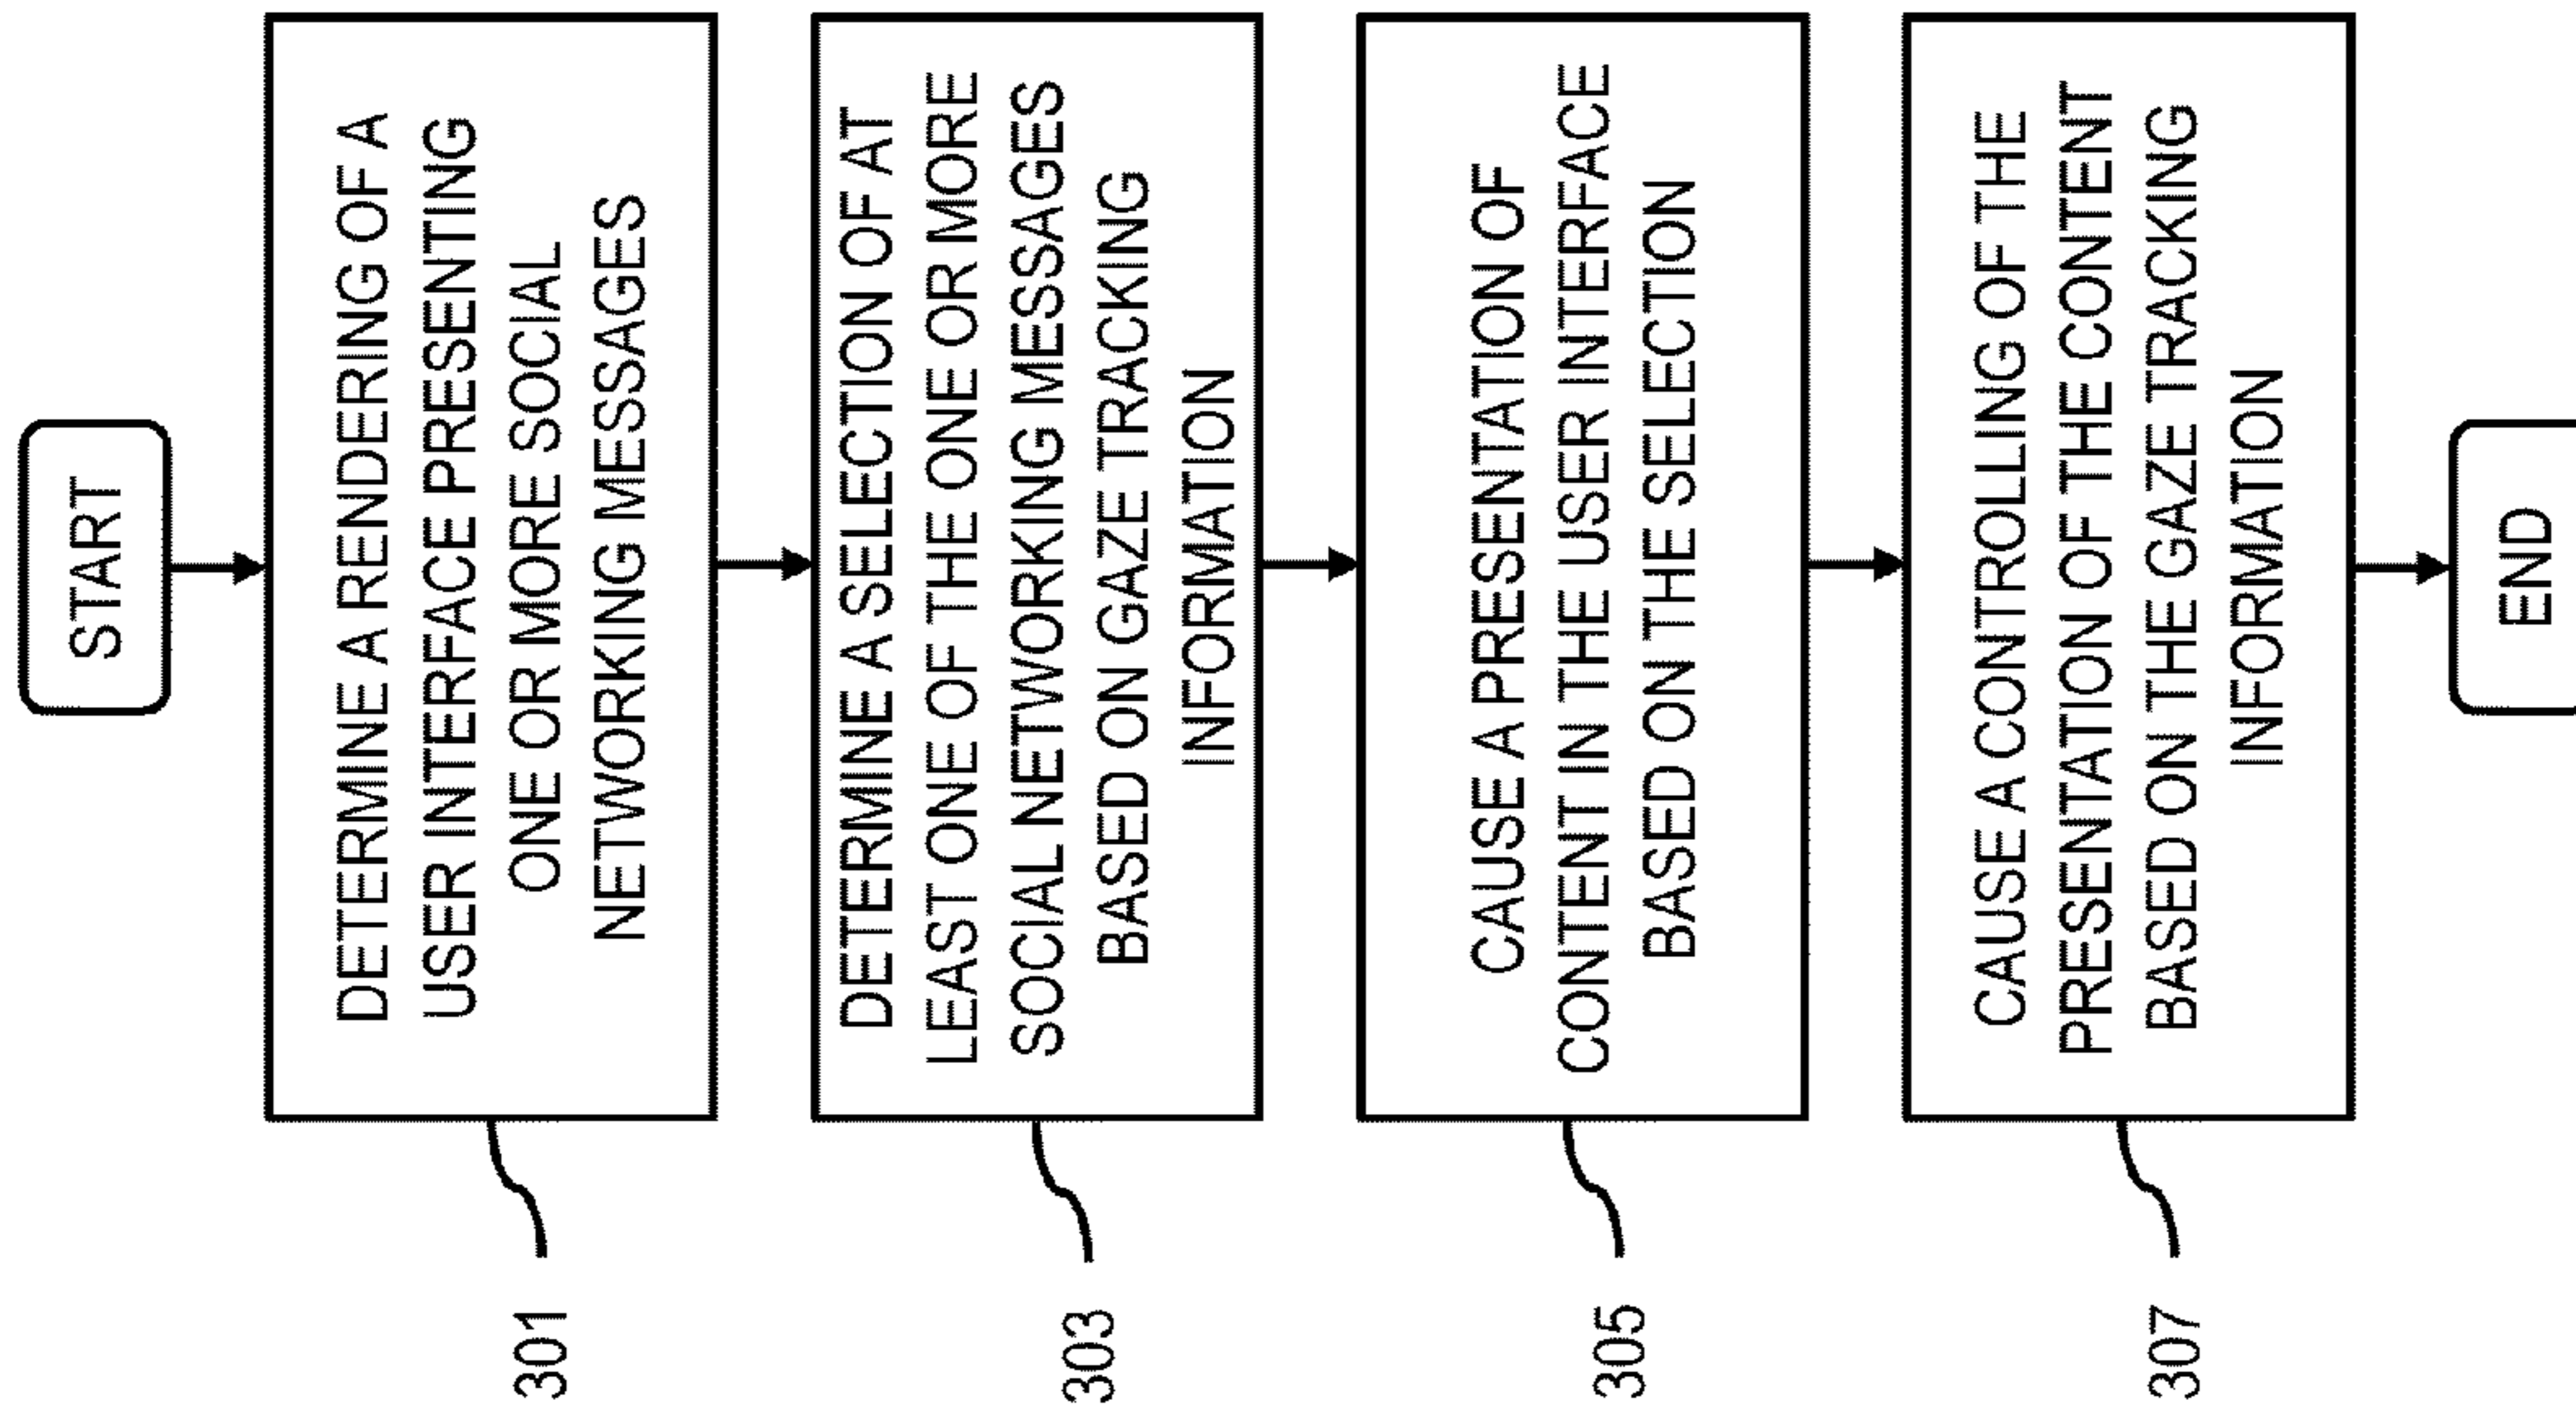 START
DETERMINE A RENDERING OF A
USER INTERFACE PRESENTING
ONE OR MORE SOCIAL
NETWORKING MESSAGES
301
DETERMINE A SELECTION OF AT
LEAST ONE OF THE ONE OR MORE
SOCIAL NETWORKING MESSAGES
BASED ON GAZE TRACKING
INFORMATION
303
CAUSE A PRESENTATION OF
CONTENT IN THE USER INTERFACE
BASED ON THE SELECTION
305
CAUSE A CONTROLLING OF THE
PRESENTATION OF THE CONTENT
BASED ON THE GAZE TRACKING
INFORMATION
307
END